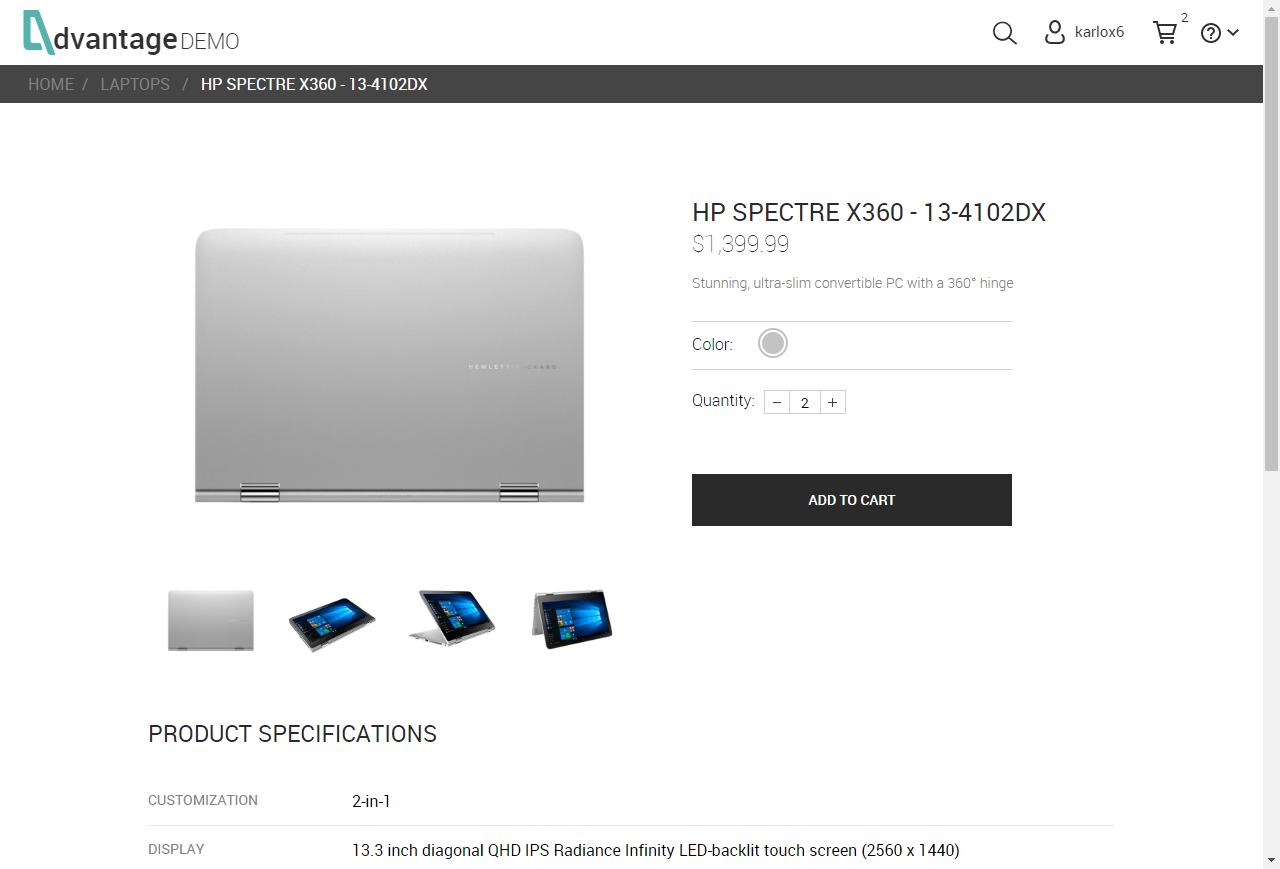 dvantage DEMO
karlox6
2
HOME / LAPTOPS / HP SPECTRE X360 - 13-4102DX
HP SPECTRE X360 - 13-4102DX
$1,399.99
Stunning, ultra-slim convertible PC with a 360° hinge
Color:
Quantity: − 2 +
ADD TO CART
PRODUCT SPECIFICATIONS
CUSTOMIZATION 2-in-1
DISPLAY 13.3 inch diagonal QHD IPS Radiance Infinity LED-backlit touch screen (2560 x 1440)